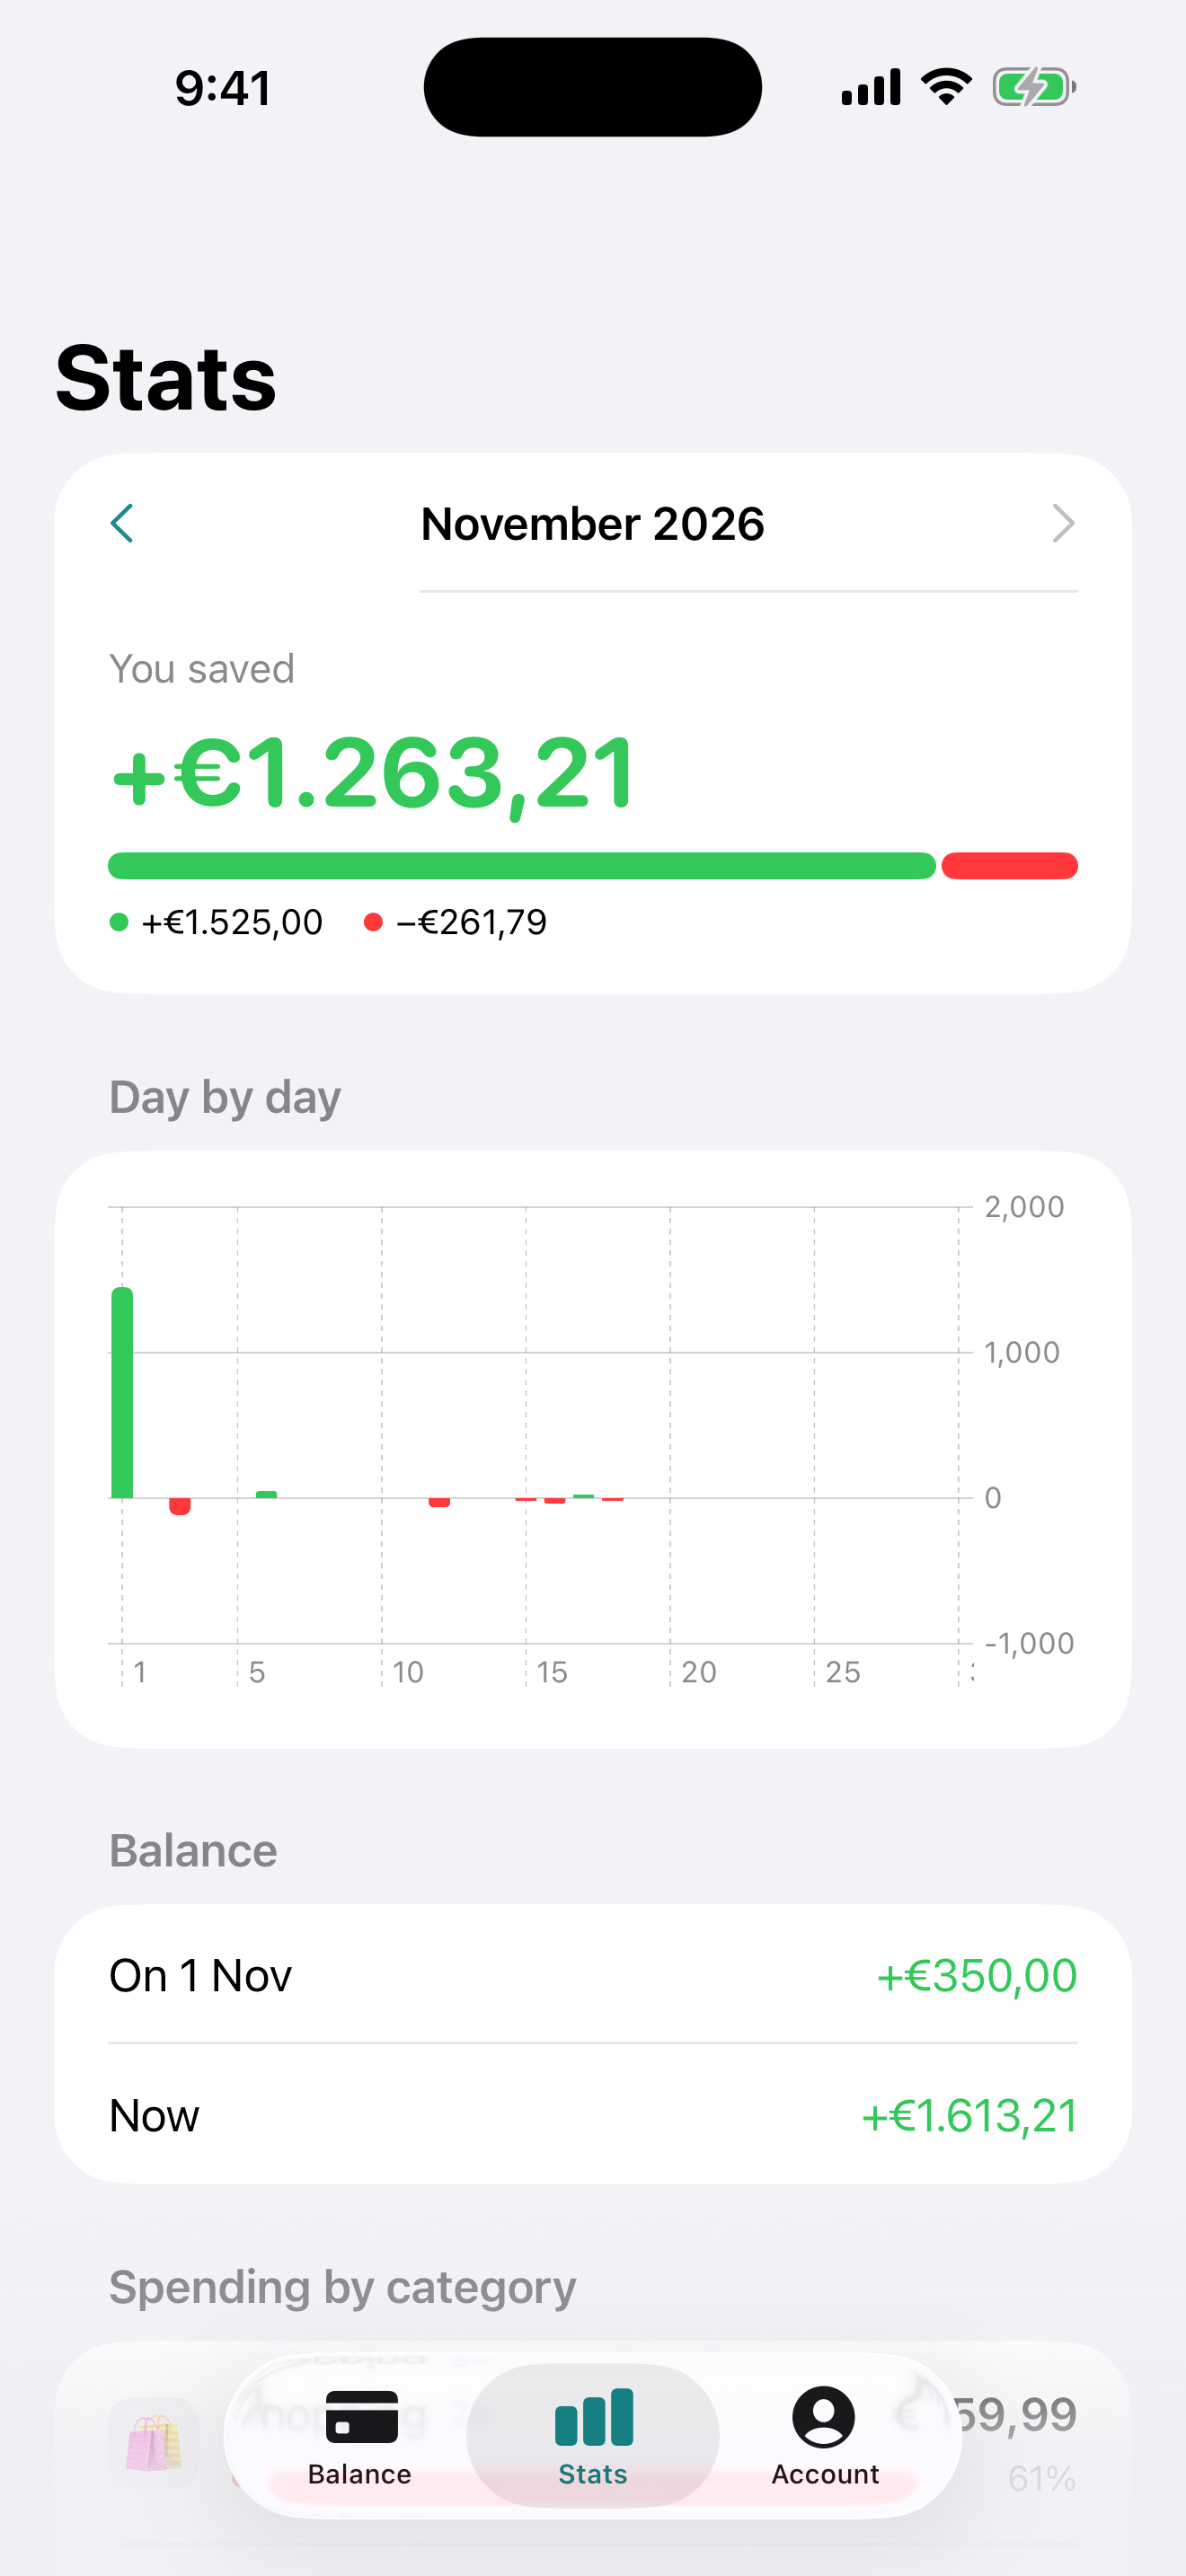 9:41
Stats
November 2026
You saved
+€1.263,21
+€1.525,00 –€261,79
Day by day
2,000
1,000
0
-1,000
1 5 10 15 20 25
Balance
On 1 Nov +€350,00
Now +€1.613,21
Spending by category
59,99
61%
Balance Stats Account